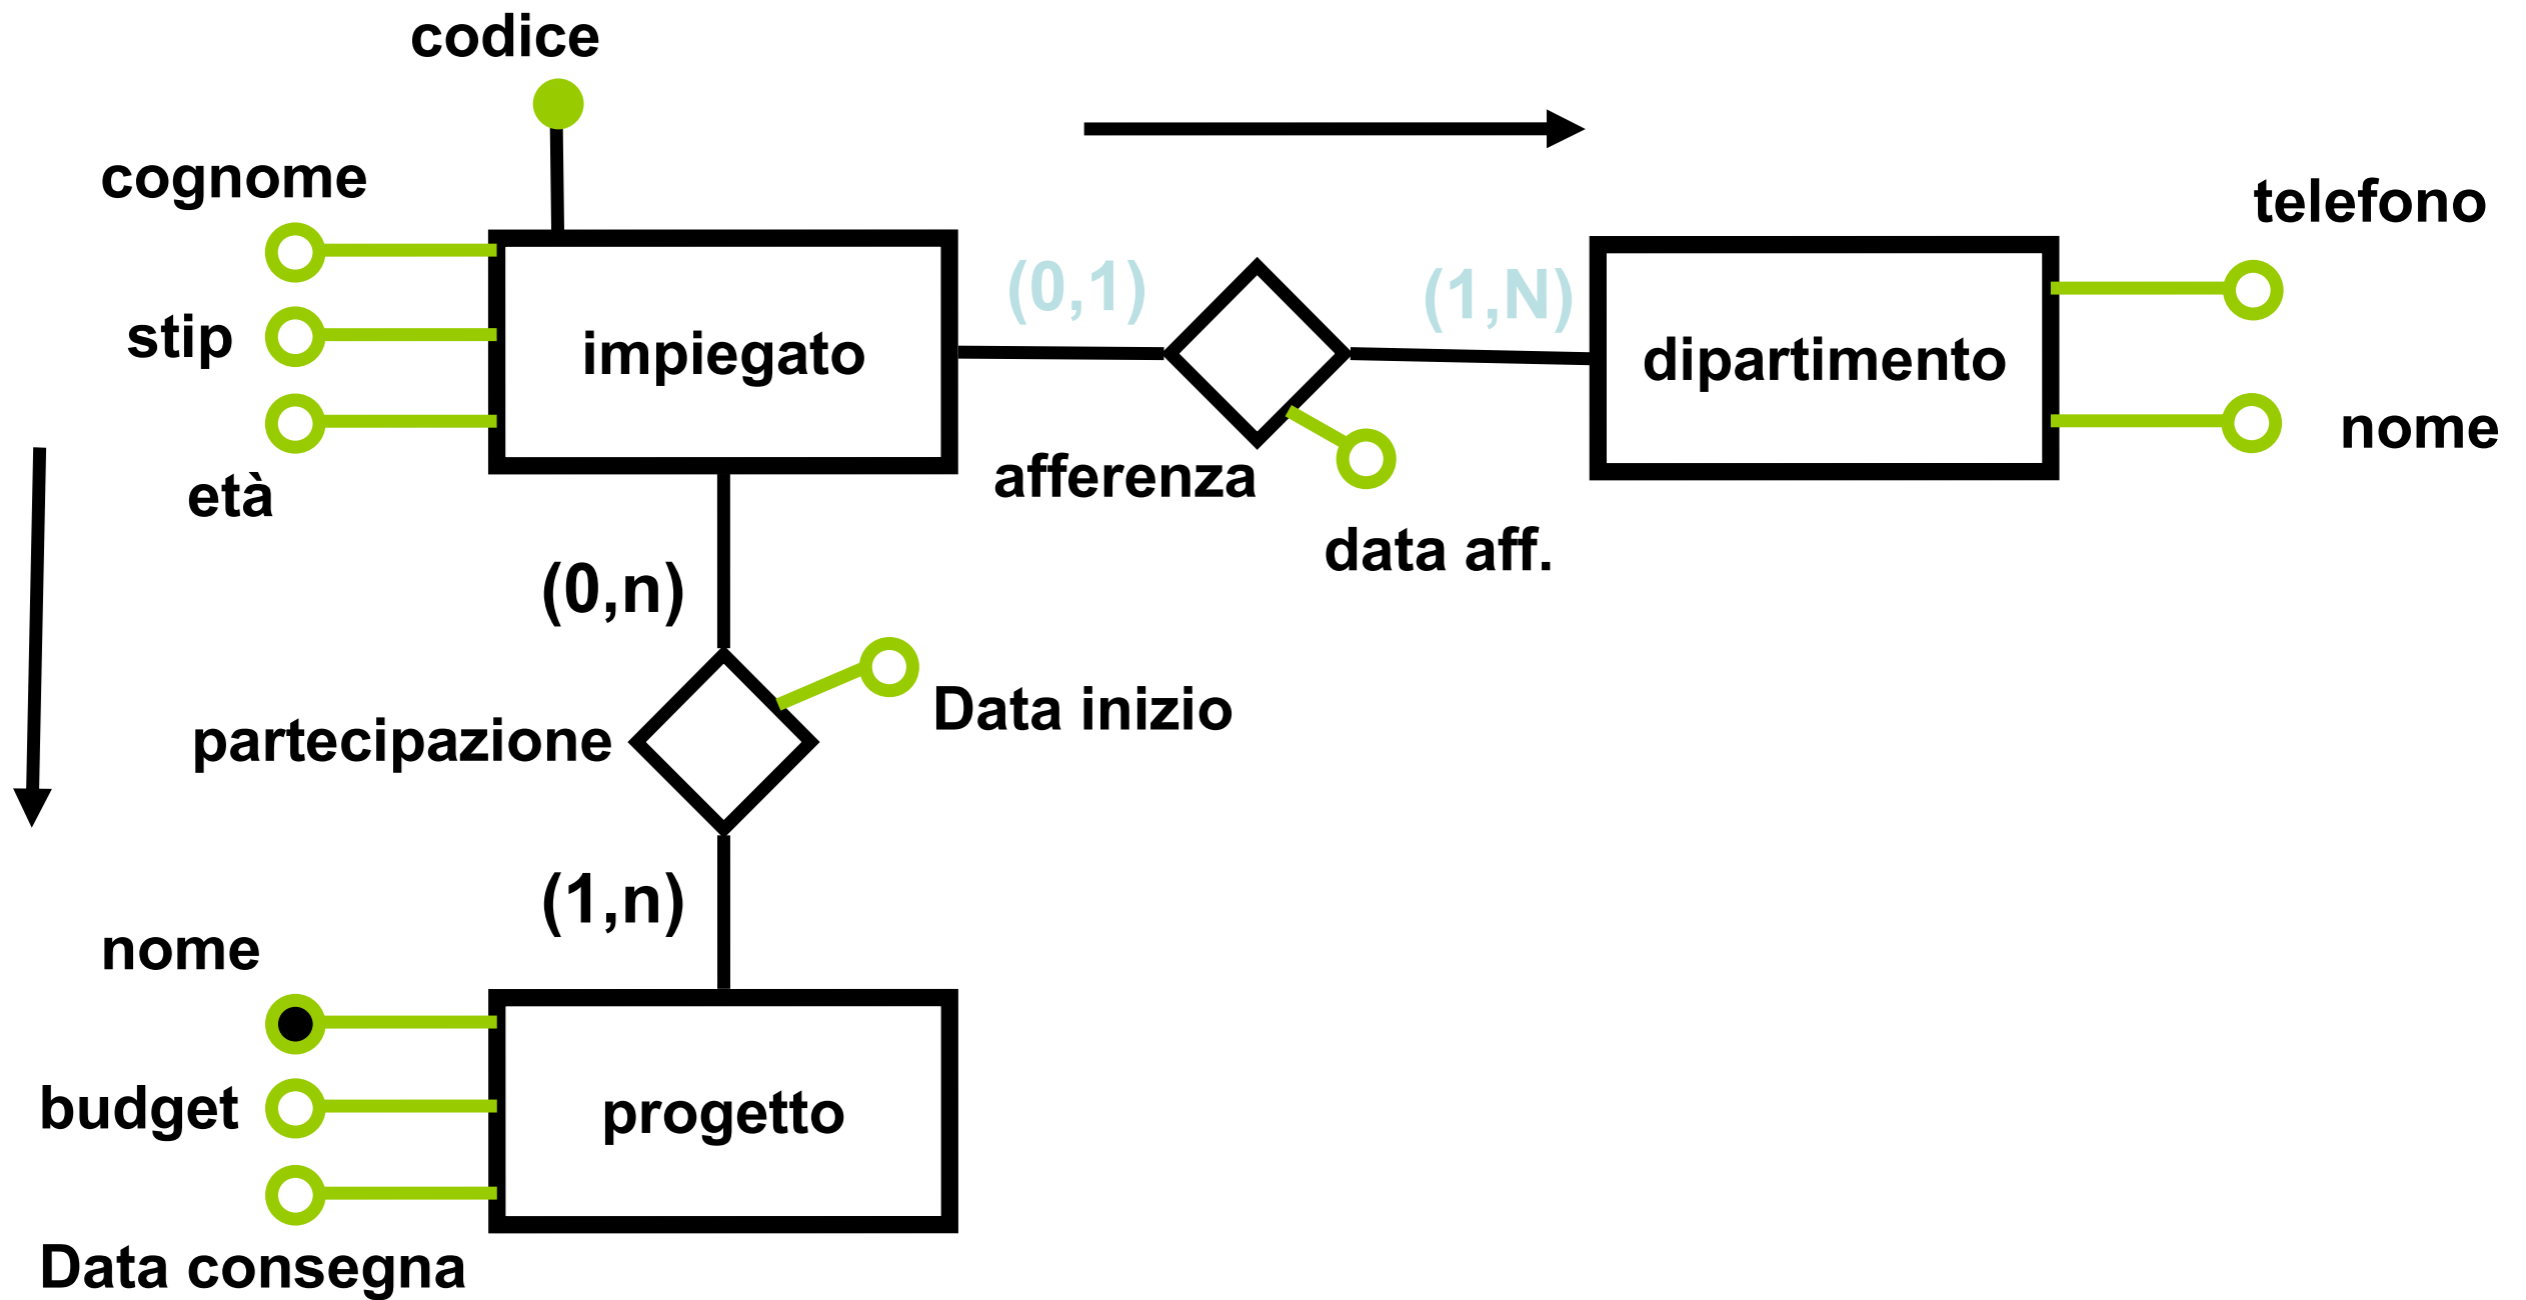 codice
cognome
telefono
(0,1)
(1,N)
stip
impiegato
dipartimento
nome
afferenza
età
data aff.
(0,n)
Data inizio
partecipazione
(1,n)
nome
budget
progetto
Data consegna